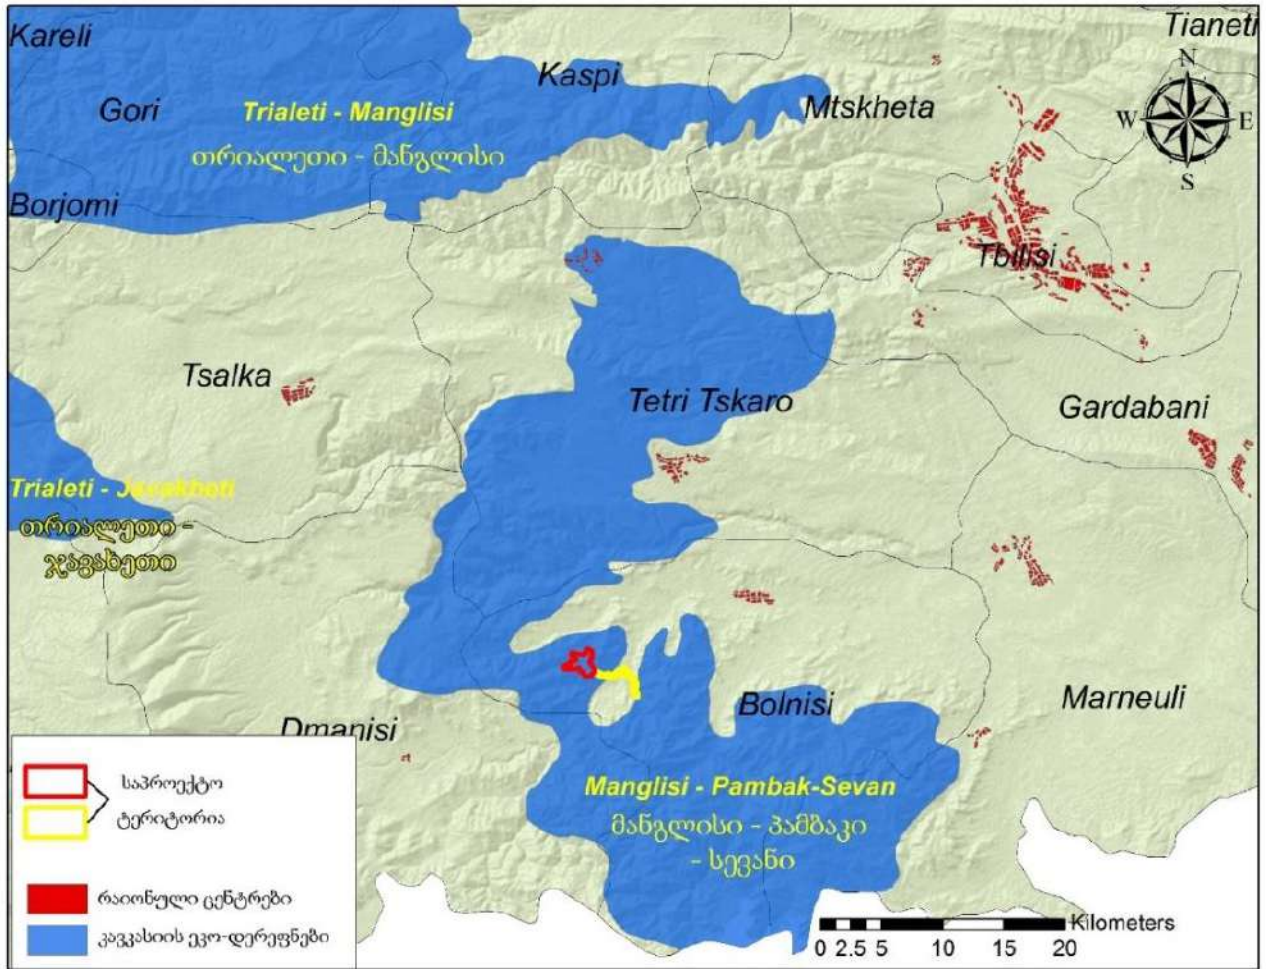 Kareli
Tianeti
N
Kaspi
Gori
Trialeti - Manglisi
Mtskheta
W
E
თრიალეთი - მანგლისი
S
Borjomi
Tbilisi
Tsalka
Tetri Tskaro
Gardabani
Trialeti - Javakheti
თრიალეთი -
ჯავახეთი
Marneuli
Bolnisi
Dmanisi
Manglisi - Pambak-Sevan
მანგლისი - პამბაკი
- სევანი
საპროექტო
ტერიტორია
რაიონული ცენტრები
კავკასიის ეკო-დერეფნები
Kilometers
0 2.5 5 10 15 20